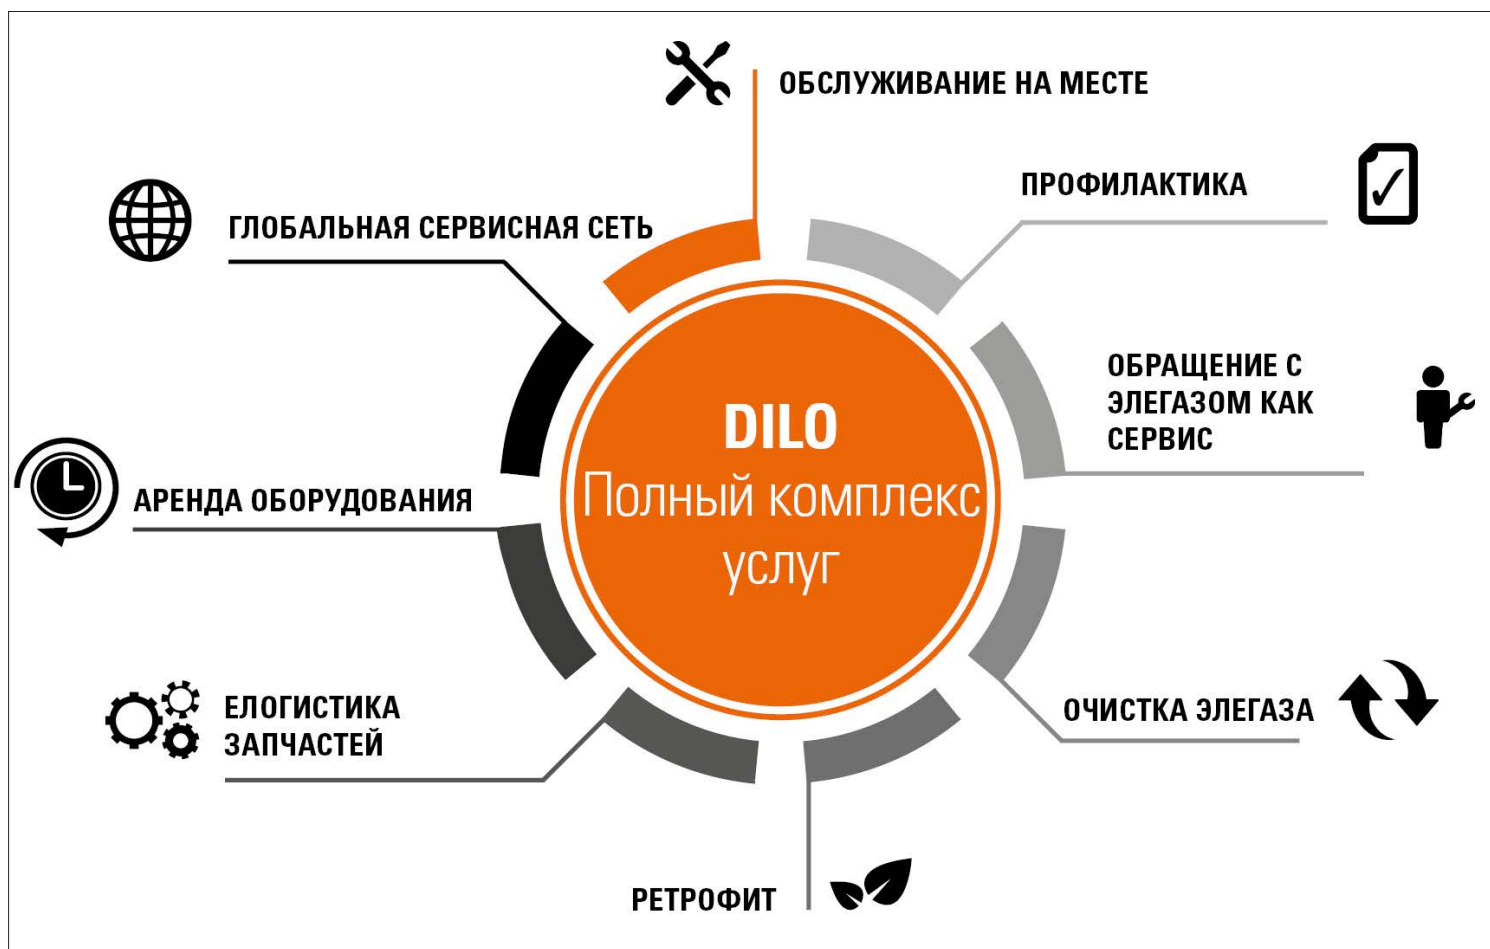 ОБСЛУЖИВАНИЕ НА МЕСТЕ
ПРОФИЛАКТИКА
ГЛОБАЛЬНАЯ СЕРВИСНАЯ СЕТЬ
ОБРАЩЕНИЕ С
ЭЛЕГАЗОМ КАК
СЕРВИС
DILO
Полный комплекс
услуг
АРЕНДА ОБОРУДОВАНИЯ
ЕЛОГИСТИКА
ЗАПЧАСТЕЙ
ОЧИСТКА ЭЛЕГАЗА
РЕТРОФИТ